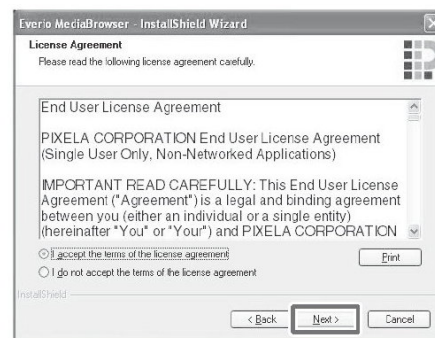 Everio MediaBrowser - InstallShield Wizard
License Agreement
Please read the following license agreement carefully.
End User License Agreement
PIXELA CORPORATION End User License Agreement
(Single User Only, Non-Networked Applications)
IMPORTANT READ CAREFULLY: This End User License
Agreement ("Agreement") is a legal and binding agreement
between you (either an individual or a single entity)
(hereinafter "You" or "Your") and PIXELA CORPORATION
I accept the terms of the license agreement
Print
I do not accept the terms of the license agreement
InstallShield
< Back
Next >
Cancel